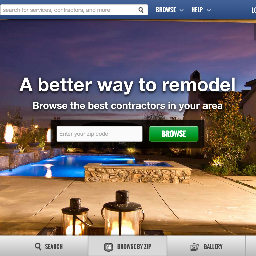 search for services, contractors, and more
BROWSE
HELP
LO
A better way to remodel
Browse the best contractors in your area
Enter your zip code
BROWSE
SEARCH
BROWSE BY ZIP
GALLERY